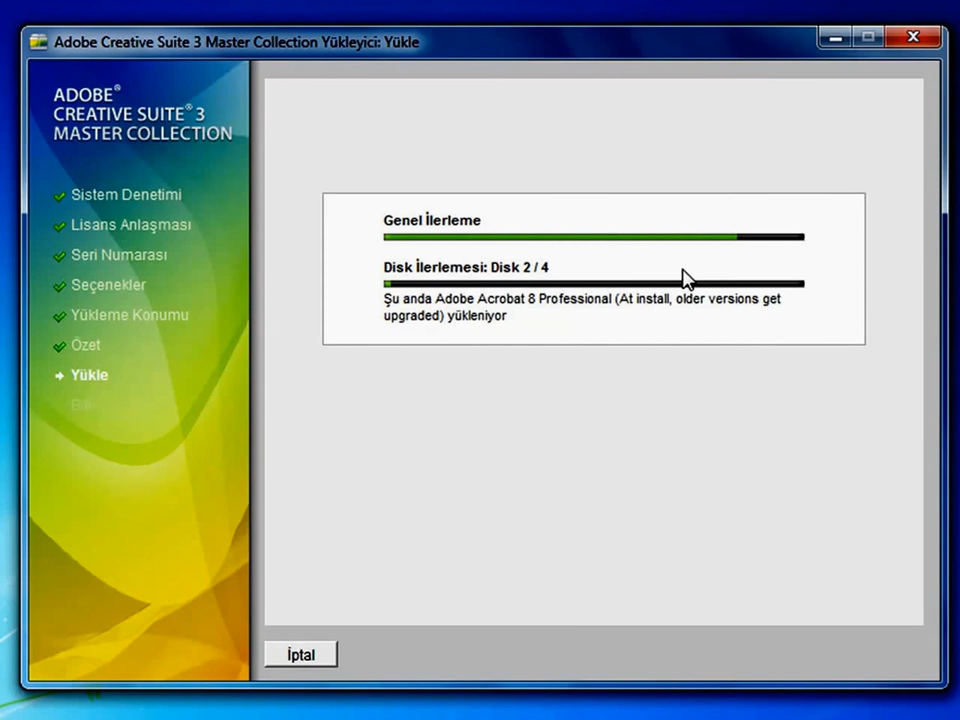 Adobe Creative Suite 3 Master Collection Yükleyici: Yükle
ADOBE®
CREATIVE SUITE® 3
MASTER COLLECTION
Sistem Denetimi
Lisans Anlaşması
Seri Numarası
Seçenekler
Yükleme Konumu
Özet
Yükle
Genel İlerleme
Disk İlerlemesi: Disk 2 / 4
Şu anda Adobe Acrobat 8 Professional (At install, older versions get
upgraded) yükleniyor
İptal